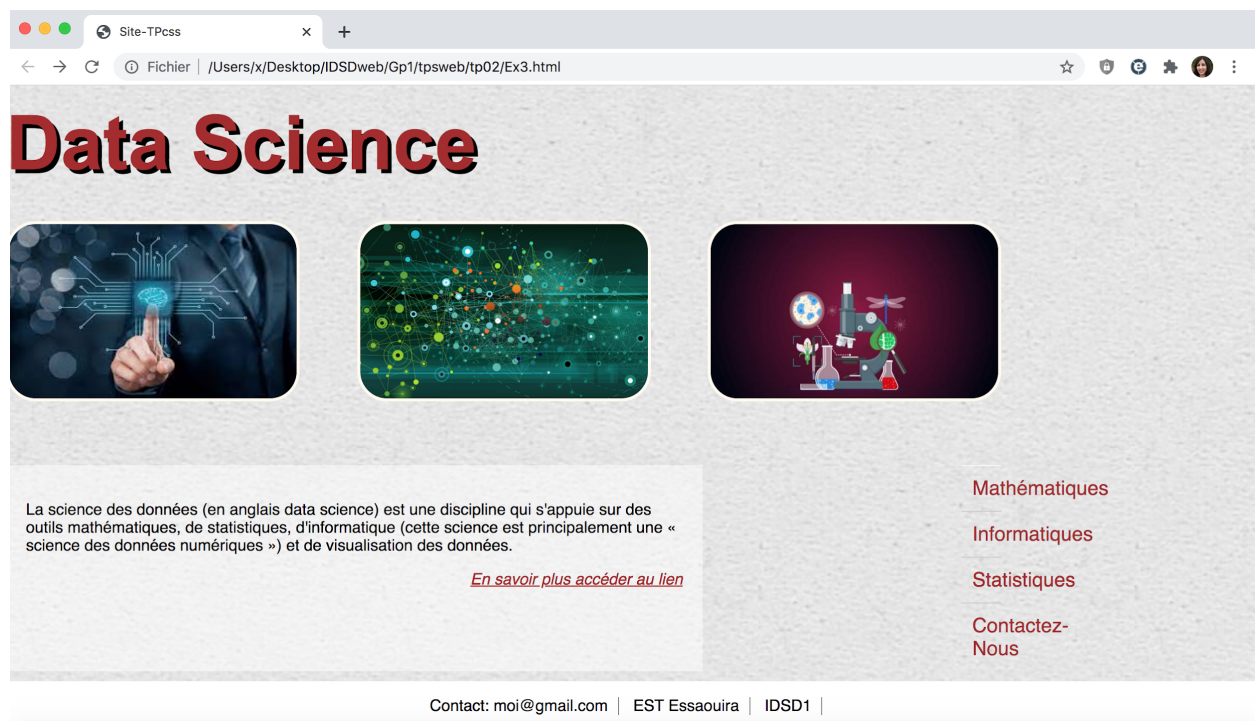 Site-TPcss
Fichier /Users/x/Desktop/IDSDweb/Gp1/tpsweb/tp02/Ex3.html
Data Science
La science des données (en anglais data science) est une discipline qui s'appuie sur des
outils mathématiques, de statistiques, d'informatique (cette science est principalement une «
science des données numériques ») et de visualisation des données.
En savoir plus accéder au lien
Mathématiques
Informatiques
Statistiques
Contactez-
Nous
Contact: moi@gmail.com | EST Essaouira | IDSD1 |